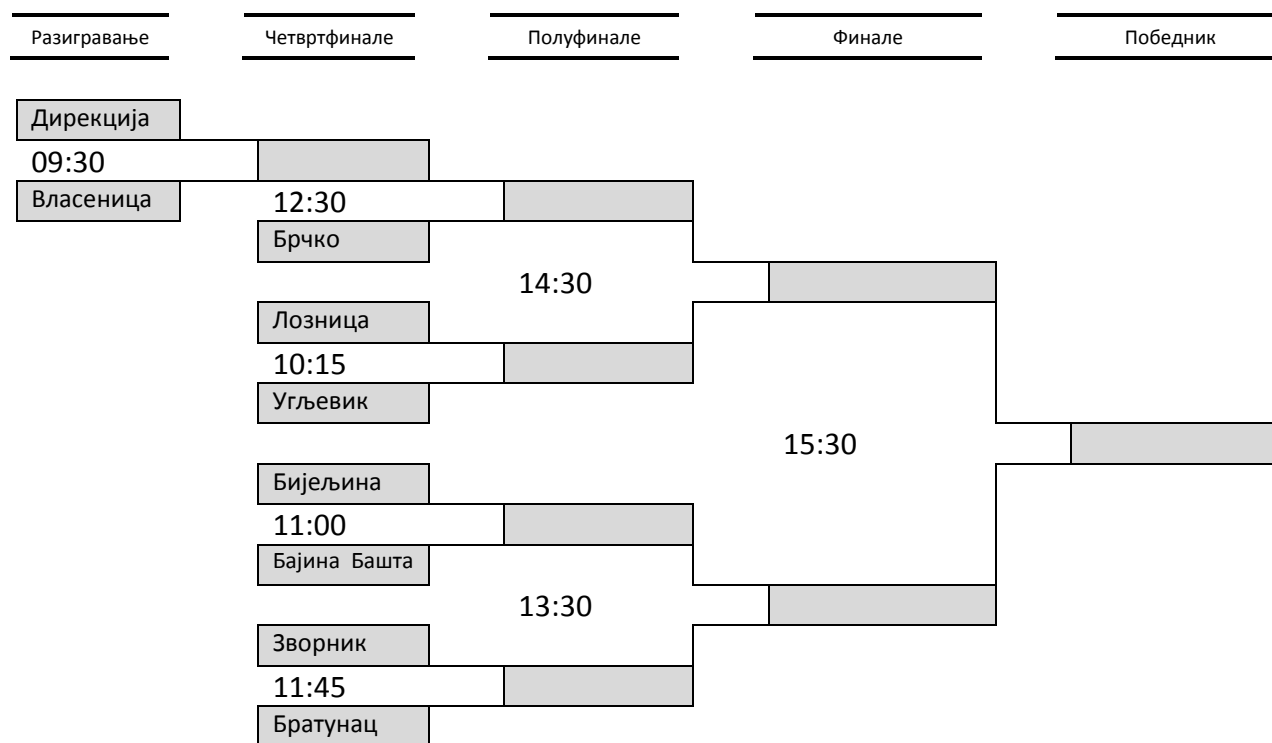 Разигравање
Четвртфинале
Полуфинале
Финале
Победник
Дирекција
09:30
Власеница
12:30
Брчко
14:30
Лозница
10:15
Угљевик
15:30
Бијељина
11:00
Бајина Башта
13:30
Зворник
11:45
Братунац